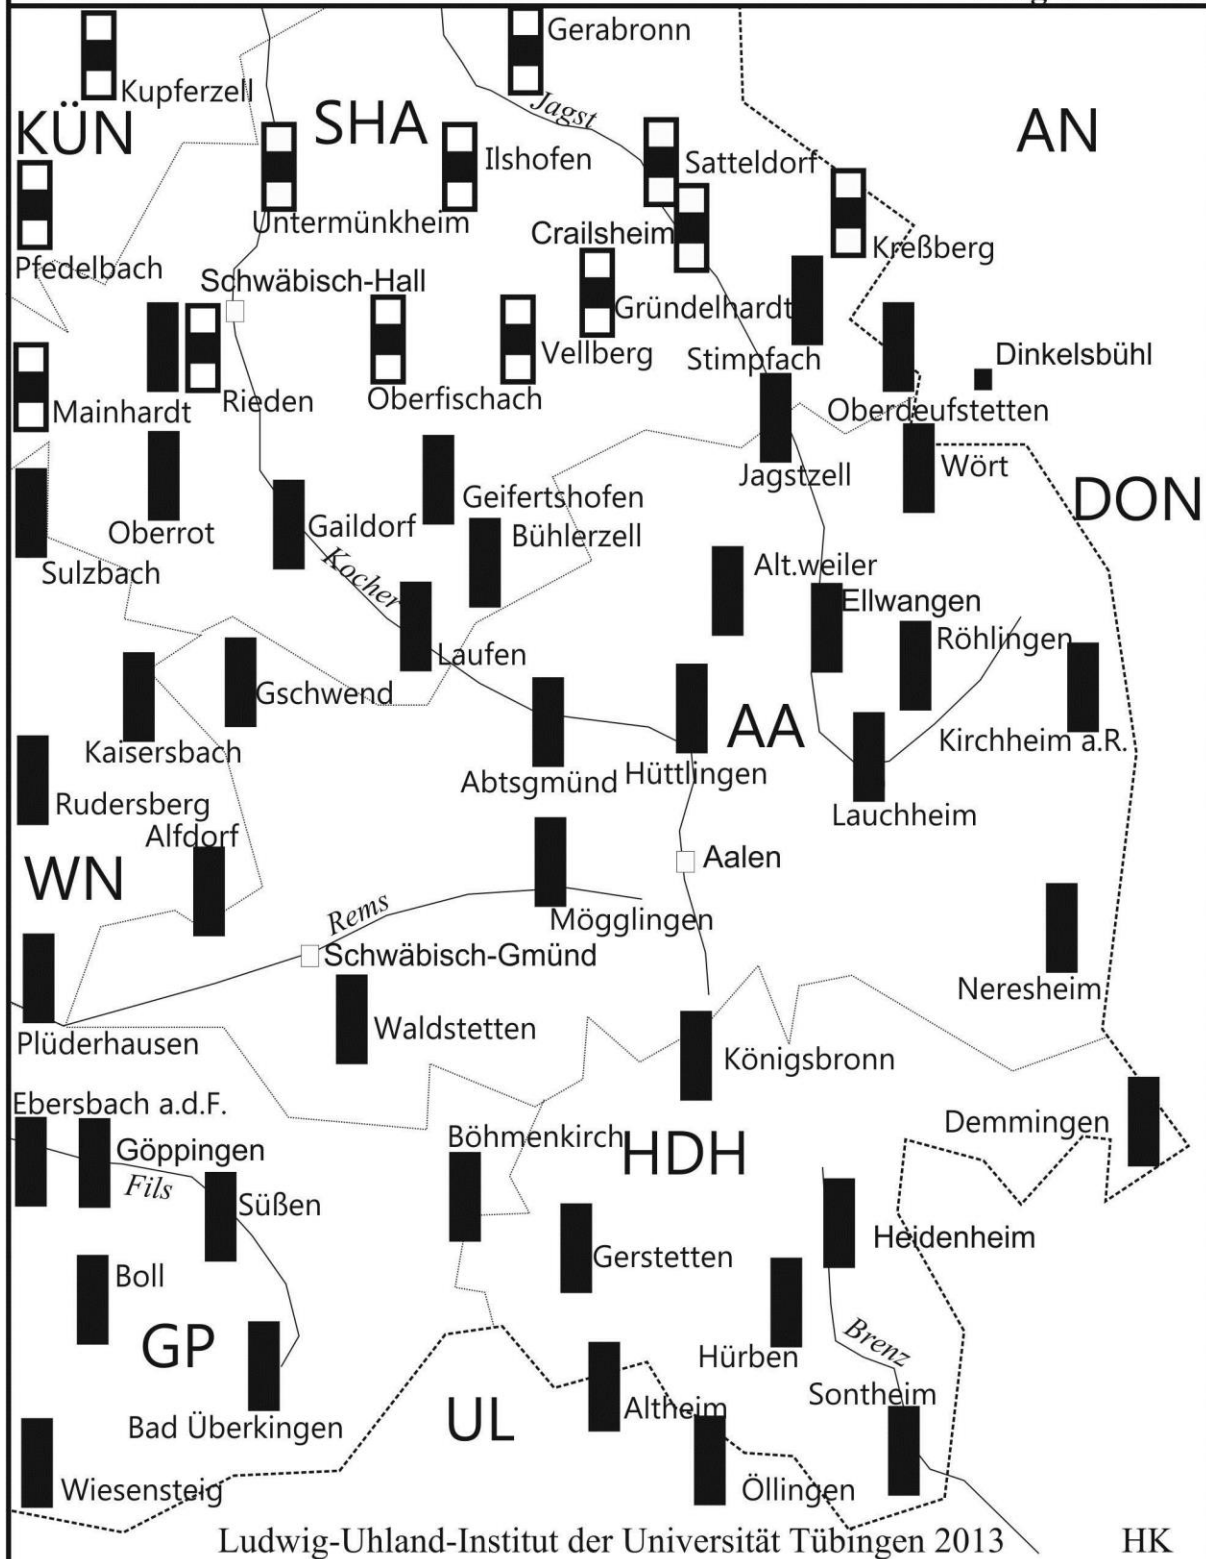 Gerabronn
Kupferzell
Jagst
KÜN
SHA
AN
Ilshofen
Satteldorf
Untermünkheim
Crailsheim
Kreßberg
Pfedelbach
Schwäbisch-Hall
Gründelhardt
Vellberg
Stimpfach
Dinkelsbühl
Mainhardt
Rieden
Oberfischach
Oberdeufstetten
Jagstzell
Wört
DON
Geifertshofen
Oberrot
Gaildorf
Bühlerzell
Sulzbach
Kocher
Alt.weiler
Ellwangen
Röhlingen
Laufen
Gschwend
AA
Kaisersbach
Kirchheim a.R.
Abtsgmünd
Hüttlingen
Rudersberg
Lauchheim
Alfdorf
Aalen
WN
Rems
Mögglingen
Schwäbisch-Gmünd
Neresheim
Waldstetten
Plüderhausen
Königsbronn
Ebersbach a.d.F.
Demmingen
Göppingen
Böhmenkirch
HDH
Fils
Süßen
Heidenheim
Gerstetten
Boll
GP
Hürben
Brenz
Sontheim
Bad Überkingen
UL
Altheim
Wiesensteig
Öllingen
Ludwig-Uhland-Institut der Universität Tübingen 2013
HK